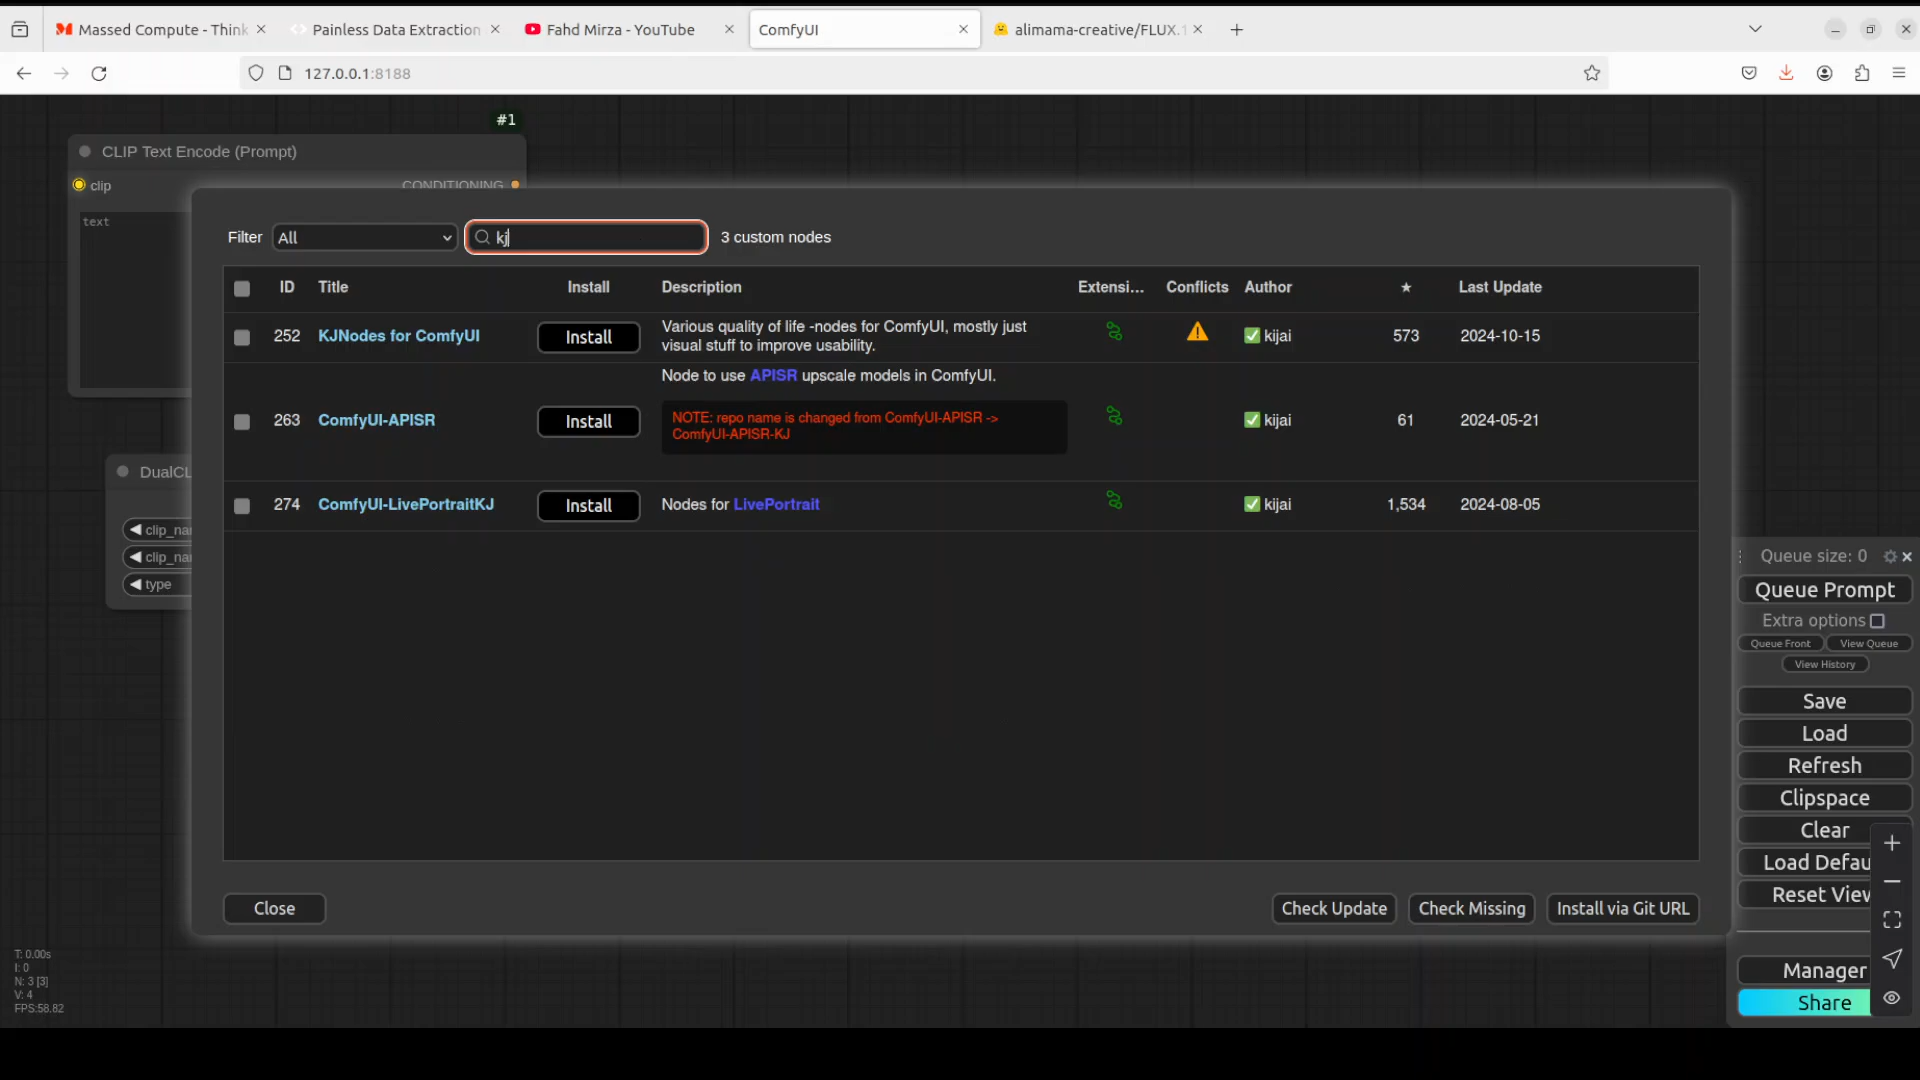 Massed Compute - Think
Painless Data Extraction
Fahd Mirza - YouTube
ComfyUI
alimama-creative/FLUX.1
127.0.0.1:8188
#1
CLIP Text Encode (Prompt)
clip
CONDITIONING
text
Filter
All
kj
3 custom nodes
ID
Title
Install
Description
Extensi...
Conflicts
Author
★
Last Update
252
KJNodes for ComfyUI
Install
Various quality of life -nodes for ComfyUI, mostly just
visual stuff to improve usability.
kijai
573
2024-10-15
Node to use APISR upscale models in ComfyUI.
263
ComfyUI-APISR
Install
NOTE: repo name is changed from ComfyUI-APISR ->
ComfyUI-APISR-KJ
kijai
61
2024-05-21
274
ComfyUI-LivePortraitKJ
Install
Nodes for LivePortrait
kijai
1,534
2024-08-05
DualCL
clip_na
clip_na
type
Close
Check Update
Check Missing
Install via Git URL
Queue size: 0
Queue Prompt
Extra options
Queue Front
View Queue
View History
Save
Load
Refresh
Clipspace
Clear
Load Defau
Reset View
Manager
Share
T: 0.00s
I: 0
N: 3 [3]
V: 4
FPS:58.82